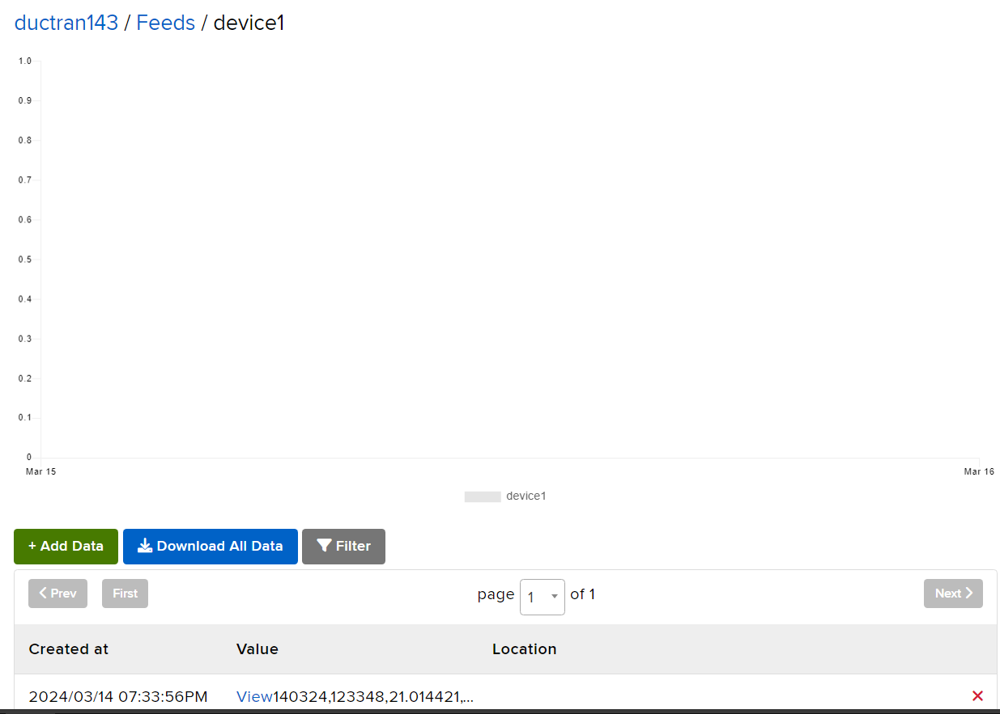 ductran143 / Feeds / device1
1.0
0.9
0.8
0.7
0.6
0.5
0.4
0.3
0.2
0.1
0
Mar 15 Mar 16
device1
+ Add Data Download All Data Filter
Prev First page 1 of 1 Next
Created at Value Location
2024/03/14 07:33:56PM View140324,123348,21.014421,...